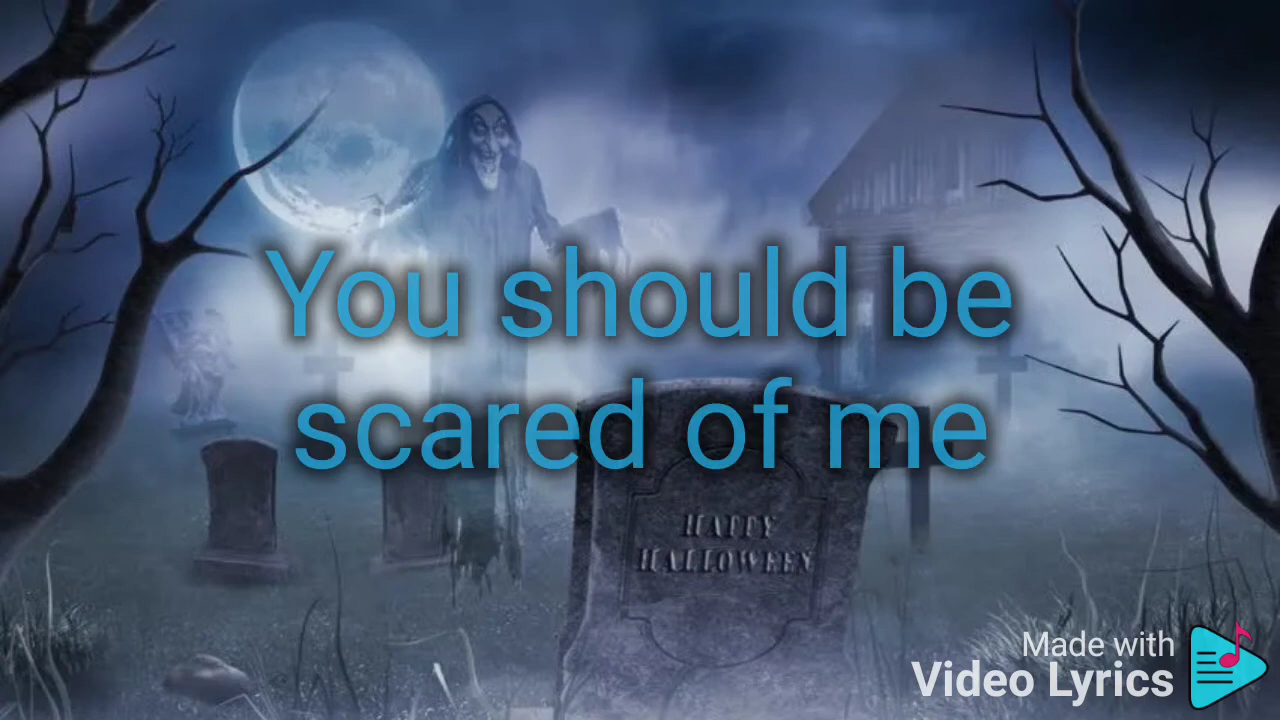 You should be
scared of me
HAPPY
HALLOWEEN
Made with
Video Lyrics